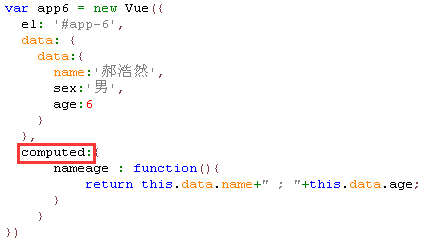 var app6 = new Vue({
el: '#app-6',
data: {
data:{
name:'郝浩然',
sex:'男',
age:6
}
},
computed:{
nameage : function(){
return this.data.name+" ; "+this.data.age;
}
}
})